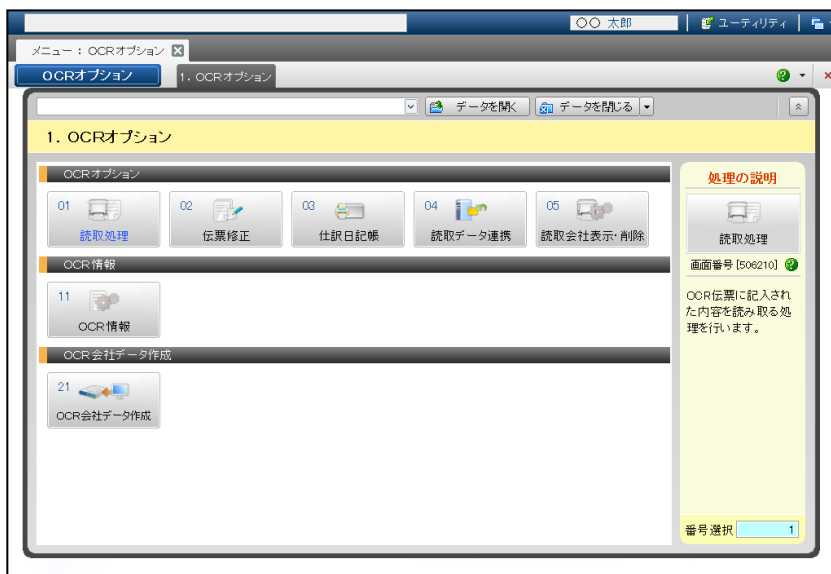 ○○ 太郎 ユーティリティ
メニュー： OCRオプション
OCRオプション 1. OCRオプション
データを開く データを閉じる
1. OCRオプション
OCRオプション
01 読取処理
02 伝票修正
03 仕訳日記帳
04 読取データ連携
05 読取会社表示・削除
OCR情報
11 OCR情報
OCR会社データ作成
21 OCR会社データ作成
処理の説明
読取処理
画面番号[506210]
OCR伝票に記入され
た内容を読み取る処
理を行います。
番号選択 1